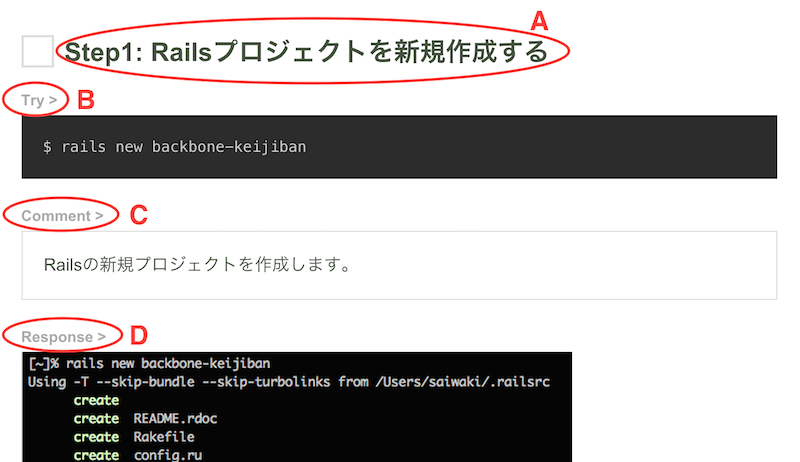 A
Step1: Railsプロジェクトを新規作成する
Try > B
$ rails new backbone-keijiban
Comment > C
Railsの新規プロジェクトを作成します。
Response > D
[~]% rails new backbone-keijiban
Using -T --skip-bundle --skip-turbolinks from /Users/saiwaki/.railsrc
create
create README.rdoc
create Rakefile
create config.ru